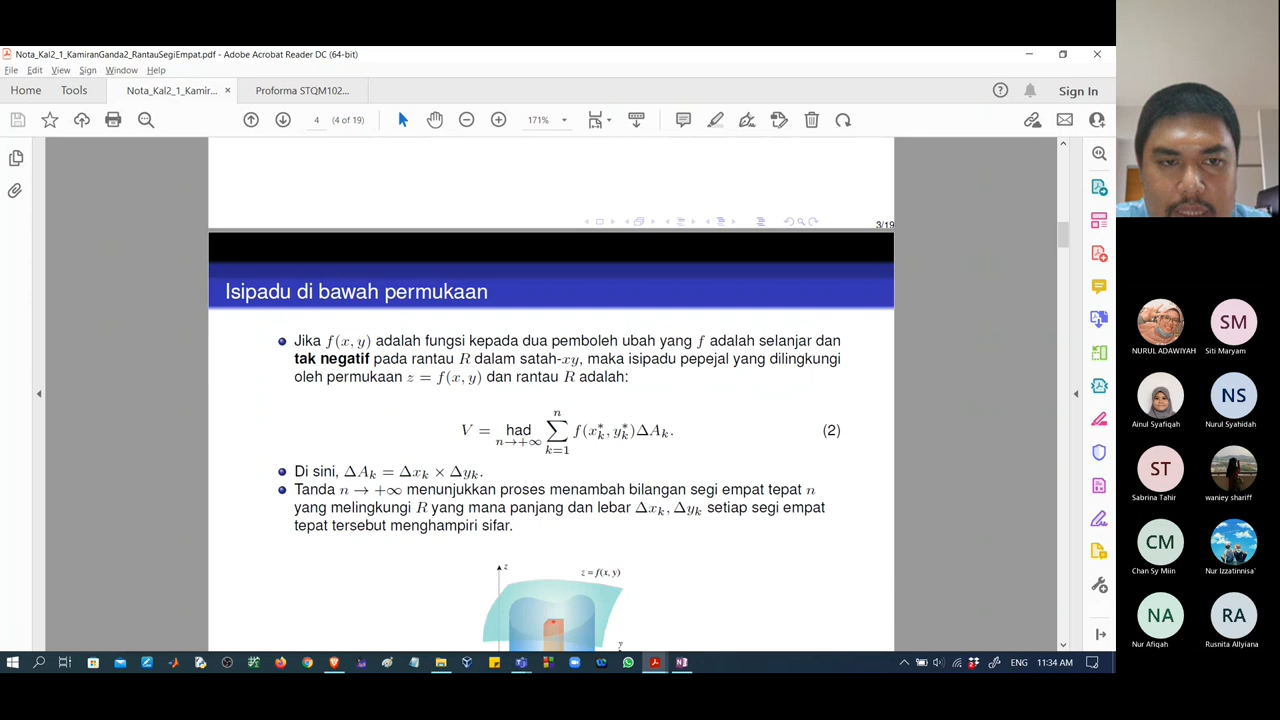 Nota_Kal2_1_KamiranGanda2_RantauSegiEmpat.pdf - Adobe Acrobat Reader DC (64-bit)
File Edit View Sign Window Help
Home Tools Nota_Kal2_1_Kamir... × Proforma STQM102... Sign In
4 (4 of 19) 171%
3/19
Isipadu di bawah permukaan
Jika f(x, y) adalah fungsi kepada dua pemboleh ubah yang f adalah selanjar dan
tak negatif pada rantau R dalam satah-xy, maka isipadu pepejal yang dilingkungi
oleh permukaan z = f(x, y) dan rantau R adalah:
V = had_{n→+∞} ∑_{k=1}^{n} f(x_k^*, y_k^*)ΔA_k. (2)
Di sini, ΔA_k = Δx_k × Δy_k.
Tanda n → +∞ menunjukkan proses menambah bilangan segi empat tepat n
yang melingkungi R yang mana panjang dan lebar Δx_k, Δy_k setiap segi empat
tepat tersebut menghampiri sifar.
z
z = f(x, y)
y
NURUL ADAWIYAH
SM
Siti Maryam
Ainul Syafiqah
NS
Nurul Syahidah
ST
Sabrina Tahir
waniey shariff
CM
Chan Sy Miin
Nur Izzatinnisa'
NA
Nur Afiqah
RA
Rusnita Allyiana
ENG 11:34 AM